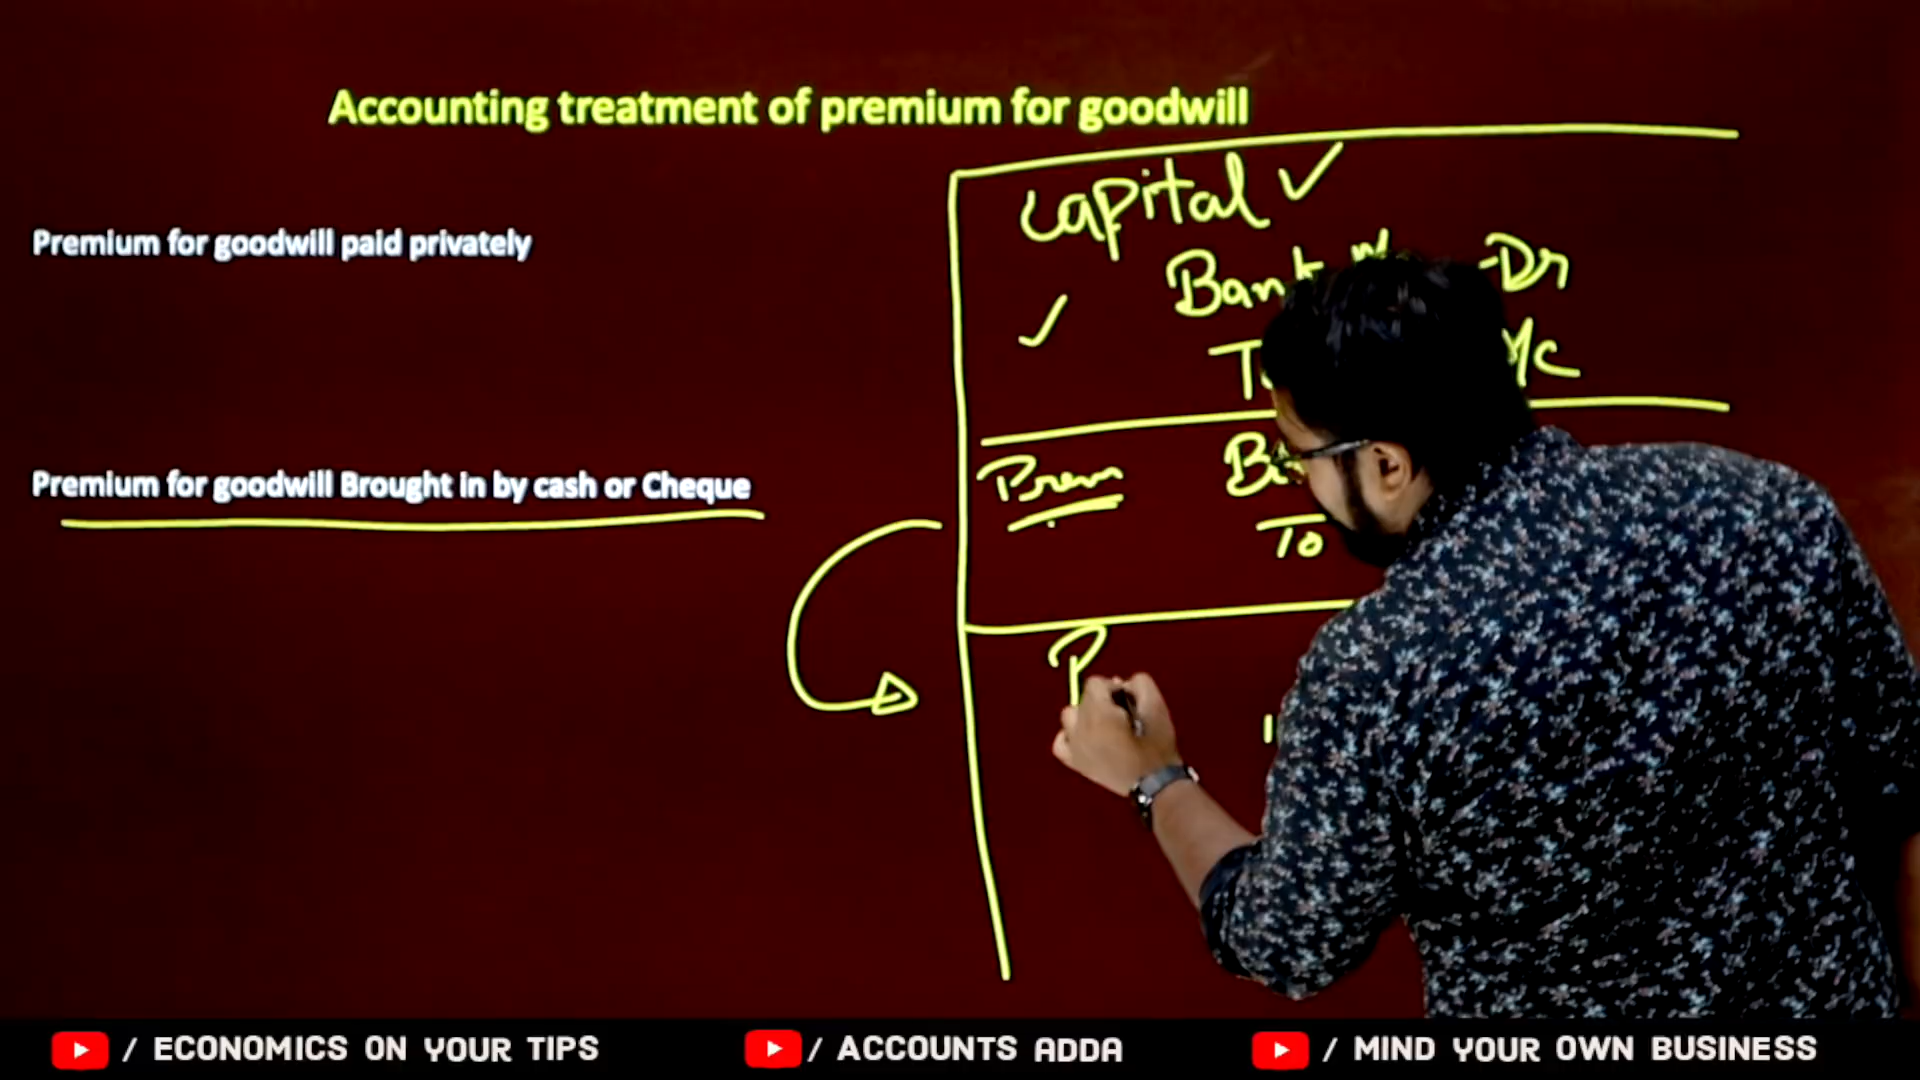 Accounting treatment of premium for goodwill
Premium for goodwill paid privately
Premium for goodwill Brought in by cash or Cheque
capital ✓
Dr
✓
Prem
To
P
/ ECONOMICS ON YOUR TIPS
/ ACCOUNTS ADDA
/ MIND YOUR OWN BUSINESS